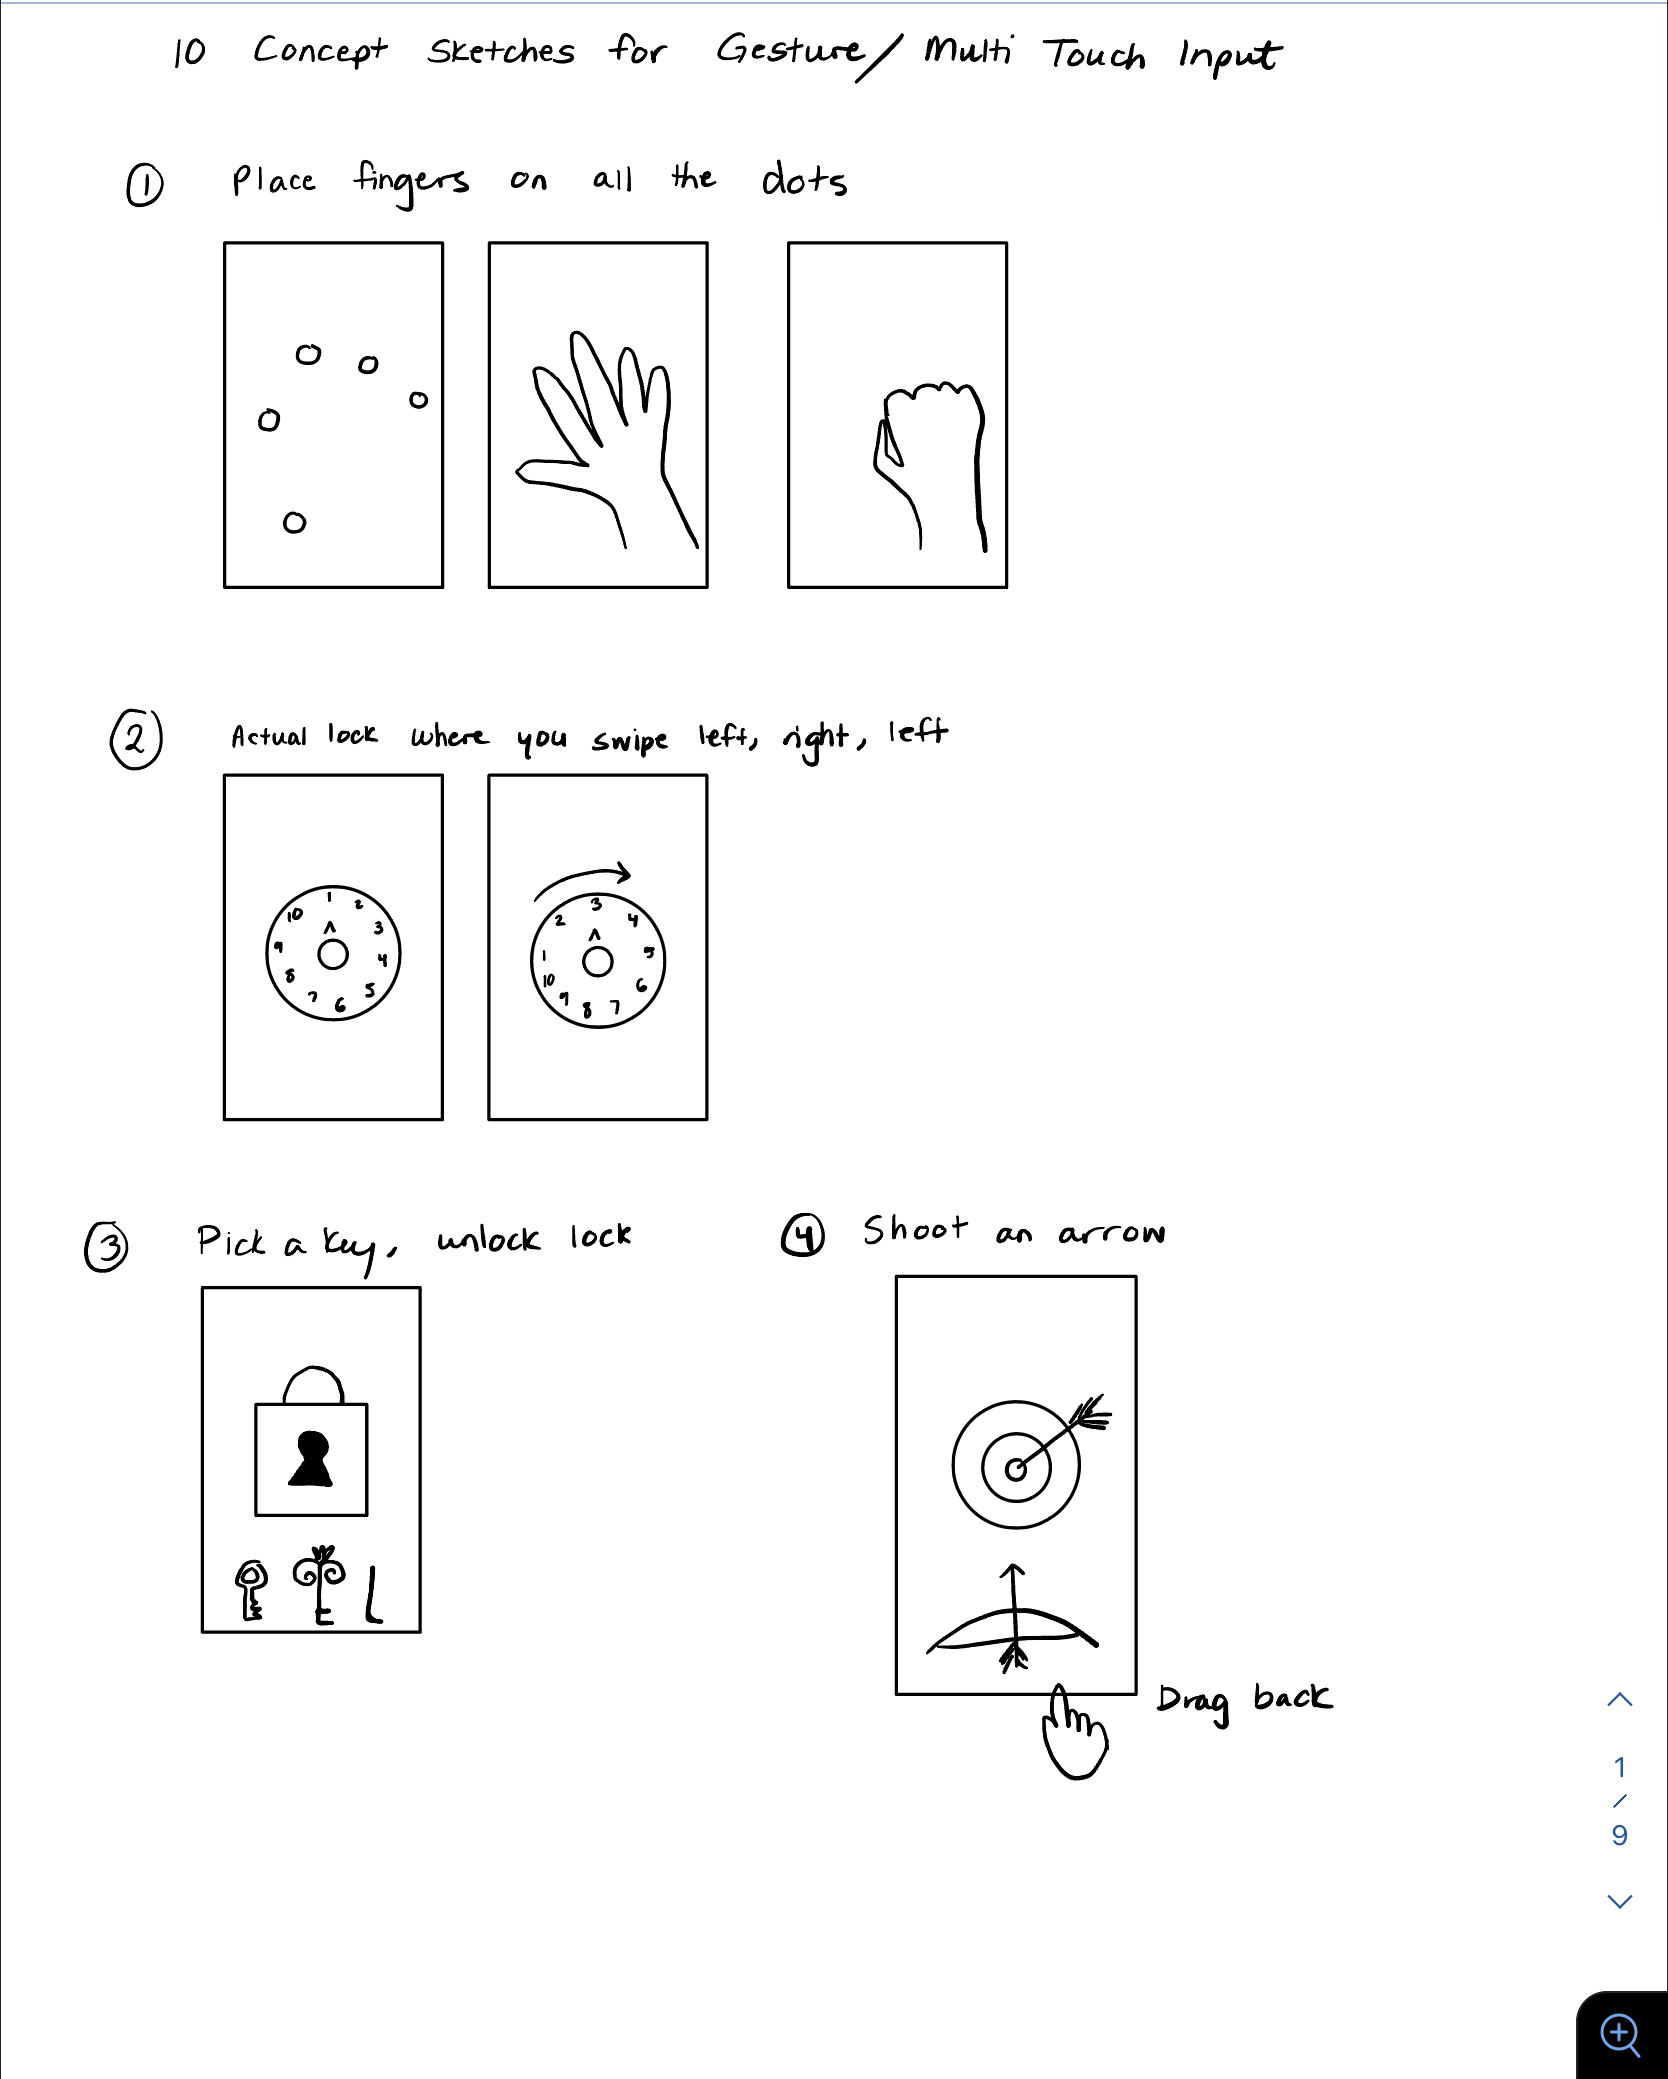 10 Concept Sketches for Gesture/ Multi Touch Input
1 Place fingers on all the dots
2 Actual lock where you swipe left, right, left
1 2 3 4 5 6 7 8 9 10
3 4 5 6 7 8 9 10 1 2
3 Pick a key, unlock lock
4 Shoot an arrow
Drag back
1
/
9